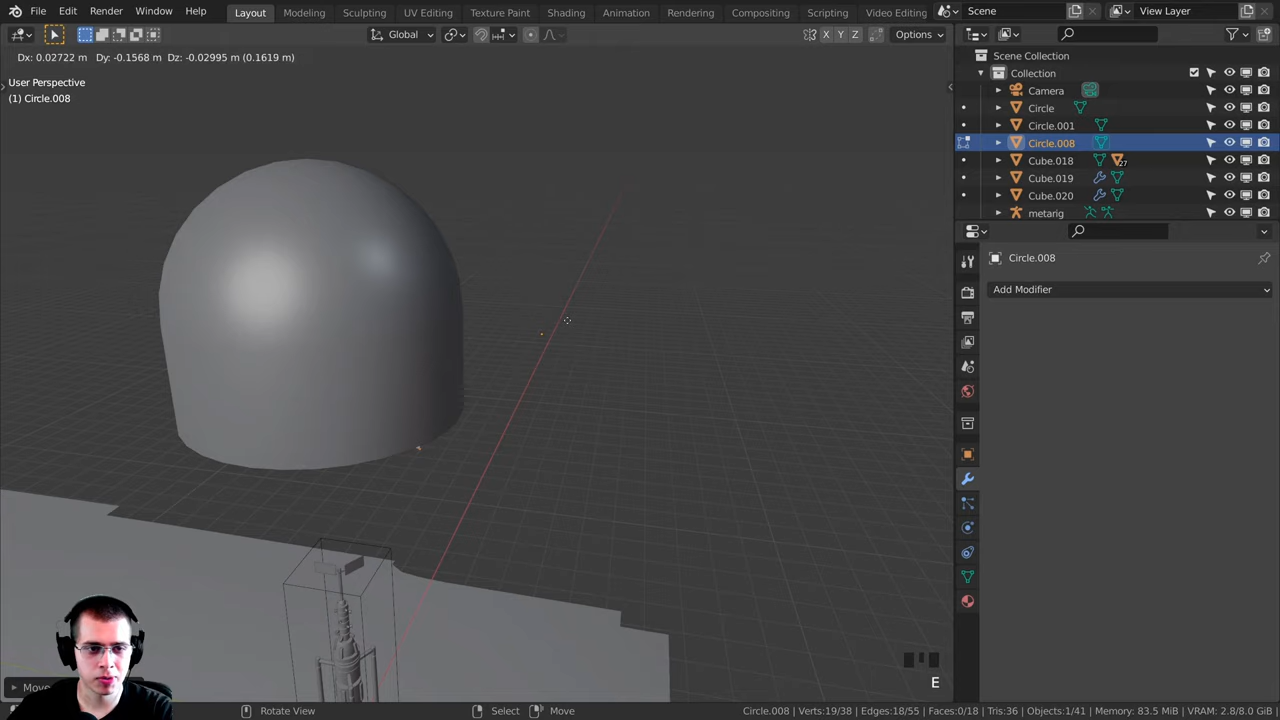 File Edit Render Window Help Layout Modeling Sculpting UV Editing Texture Paint Shading Animation Rendering Compositing Scripting Video Editing Scene View Layer
Global X Y Z Options
Dx: 0.02722 m Dy: -0.1568 m Dz: -0.02995 m (0.1619 m)
User Perspective
(1) Circle.008
Scene Collection
Collection
Camera
Circle
Circle.001
Circle.008
Cube.018 27
Cube.019
Cube.020
metarig
Circle.008
Add Modifier
E
Move
Rotate View Select Move Circle.008 | Verts:19/38 | Edges:18/55 | Faces:0/18 | Tris:36 | Objects:1/41 | Memory: 83.5 MiB | VRAM: 2.8/8.0 Gi